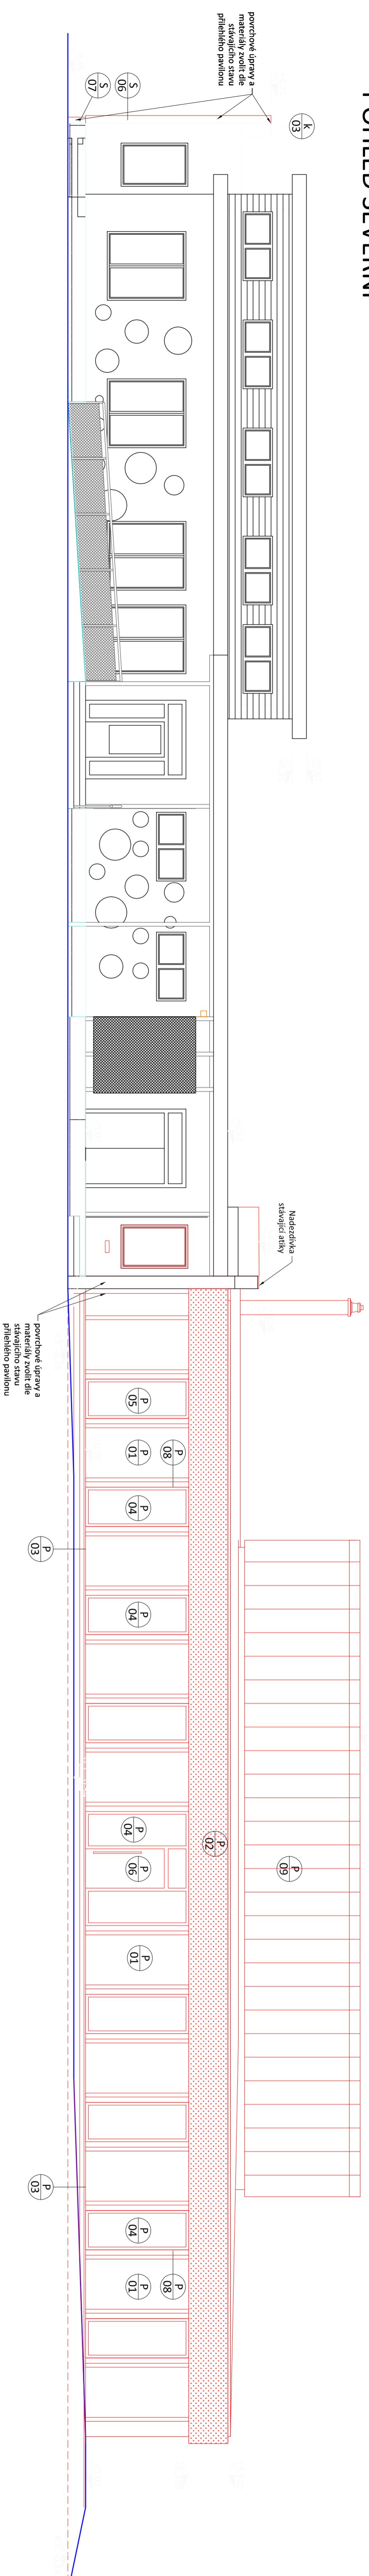 POHLED SEVERNÍ
povrchové úpravy a
materiály zvolit dle
stávajícího stavu
přilehlého pavilonu
k
03
S
06
S
07
Nadezdívka
stávající atiky
povrchové úpravy a
materiály zvolit dle
stávajícího stavu
přilehlého pavilonu
P
05
P
01
P
08
P
04
P
03
P
04
P
04
P
06
P
02
P
09
P
01
P
03
P
04
P
01
P
08